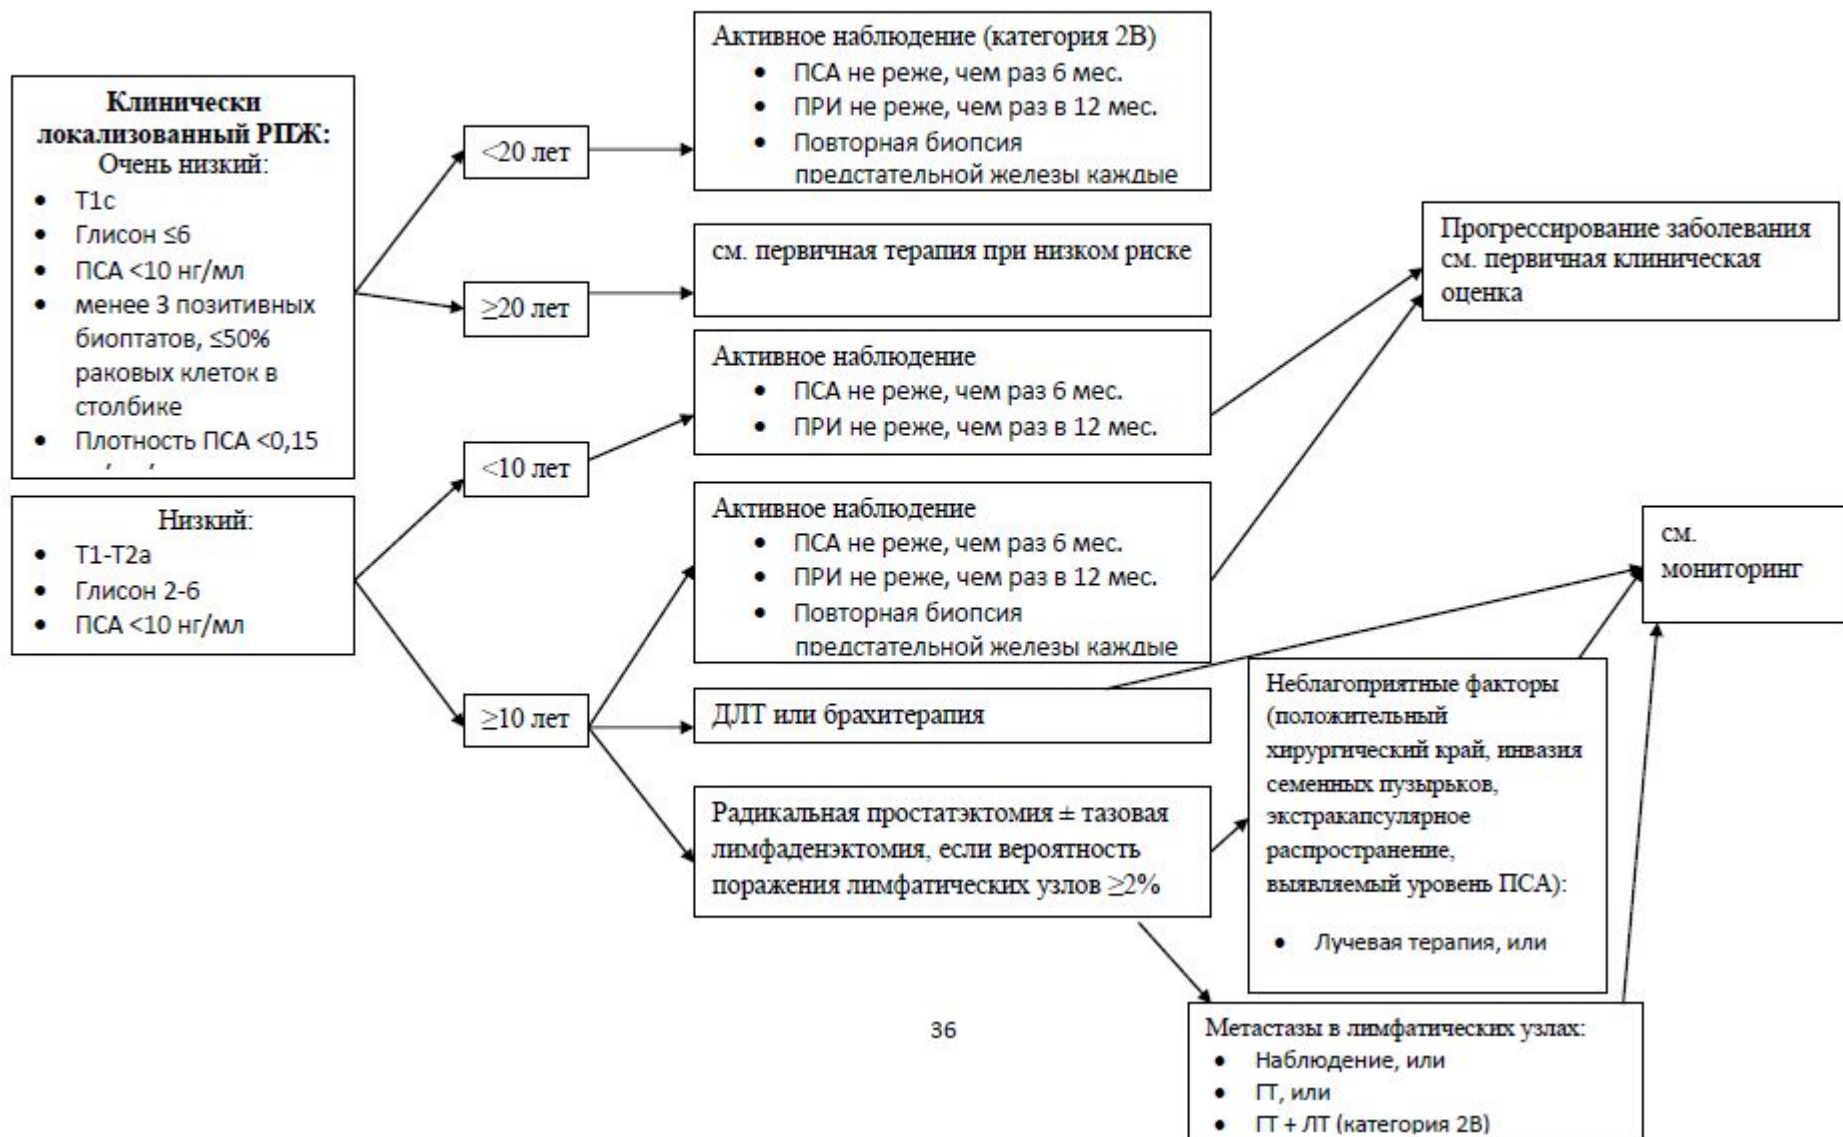 Клинически
локализованный РПЖ:
Очень низкий:
• T1c
• Глисон ≤6
• ПСА <10 нг/мл
• менее 3 позитивных
биоптатов, ≤50%
раковых клеток в
столбике
• Плотность ПСА <0,15
Низкий:
• Т1-Т2а
• Глисон 2-6
• ПСА <10 нг/мл
<20 лет
≥20 лет
<10 лет
≥10 лет
Активное наблюдение (категория 2В)
• ПСА не реже, чем раз 6 мес.
• ПРИ не реже, чем раз в 12 мес.
• Повторная биопсия
предстательной железы каждые
см. первичная терапия при низком риске
Активное наблюдение
• ПСА не реже, чем раз 6 мес.
• ПРИ не реже, чем раз в 12 мес.
Активное наблюдение
• ПСА не реже, чем раз 6 мес.
• ПРИ не реже, чем раз в 12 мес.
• Повторная биопсия
предстательной железы каждые
ДЛТ или брахитерапия
Радикальная простатэктомия ± тазовая
лимфаденэктомия, если вероятность
поражения лимфатических узлов ≥2%
Прогрессирование заболевания
см. первичная клиническая
оценка
см.
мониторинг
Неблагоприятные факторы
(положительный
хирургический край, инвазия
семенных пузырьков,
экстракапсулярное
распространение,
выявляемый уровень ПСА):
• Лучевая терапия, или
Метастазы в лимфатических узлах:
• Наблюдение, или
• ГТ, или
• ГТ + ЛТ (категория 2В)
36